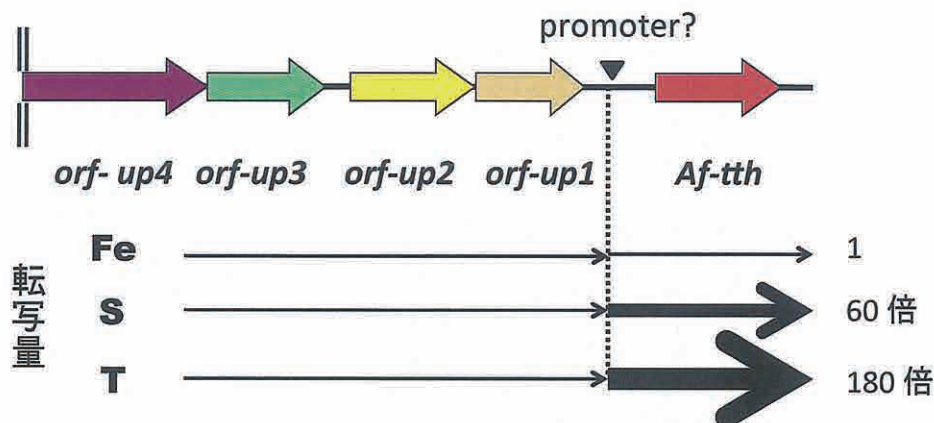 promoter?
orf- up4 orf-up3 orf-up2 orf-up1 Af-tth
転写量
Fe 1
S 60 倍
T 180 倍